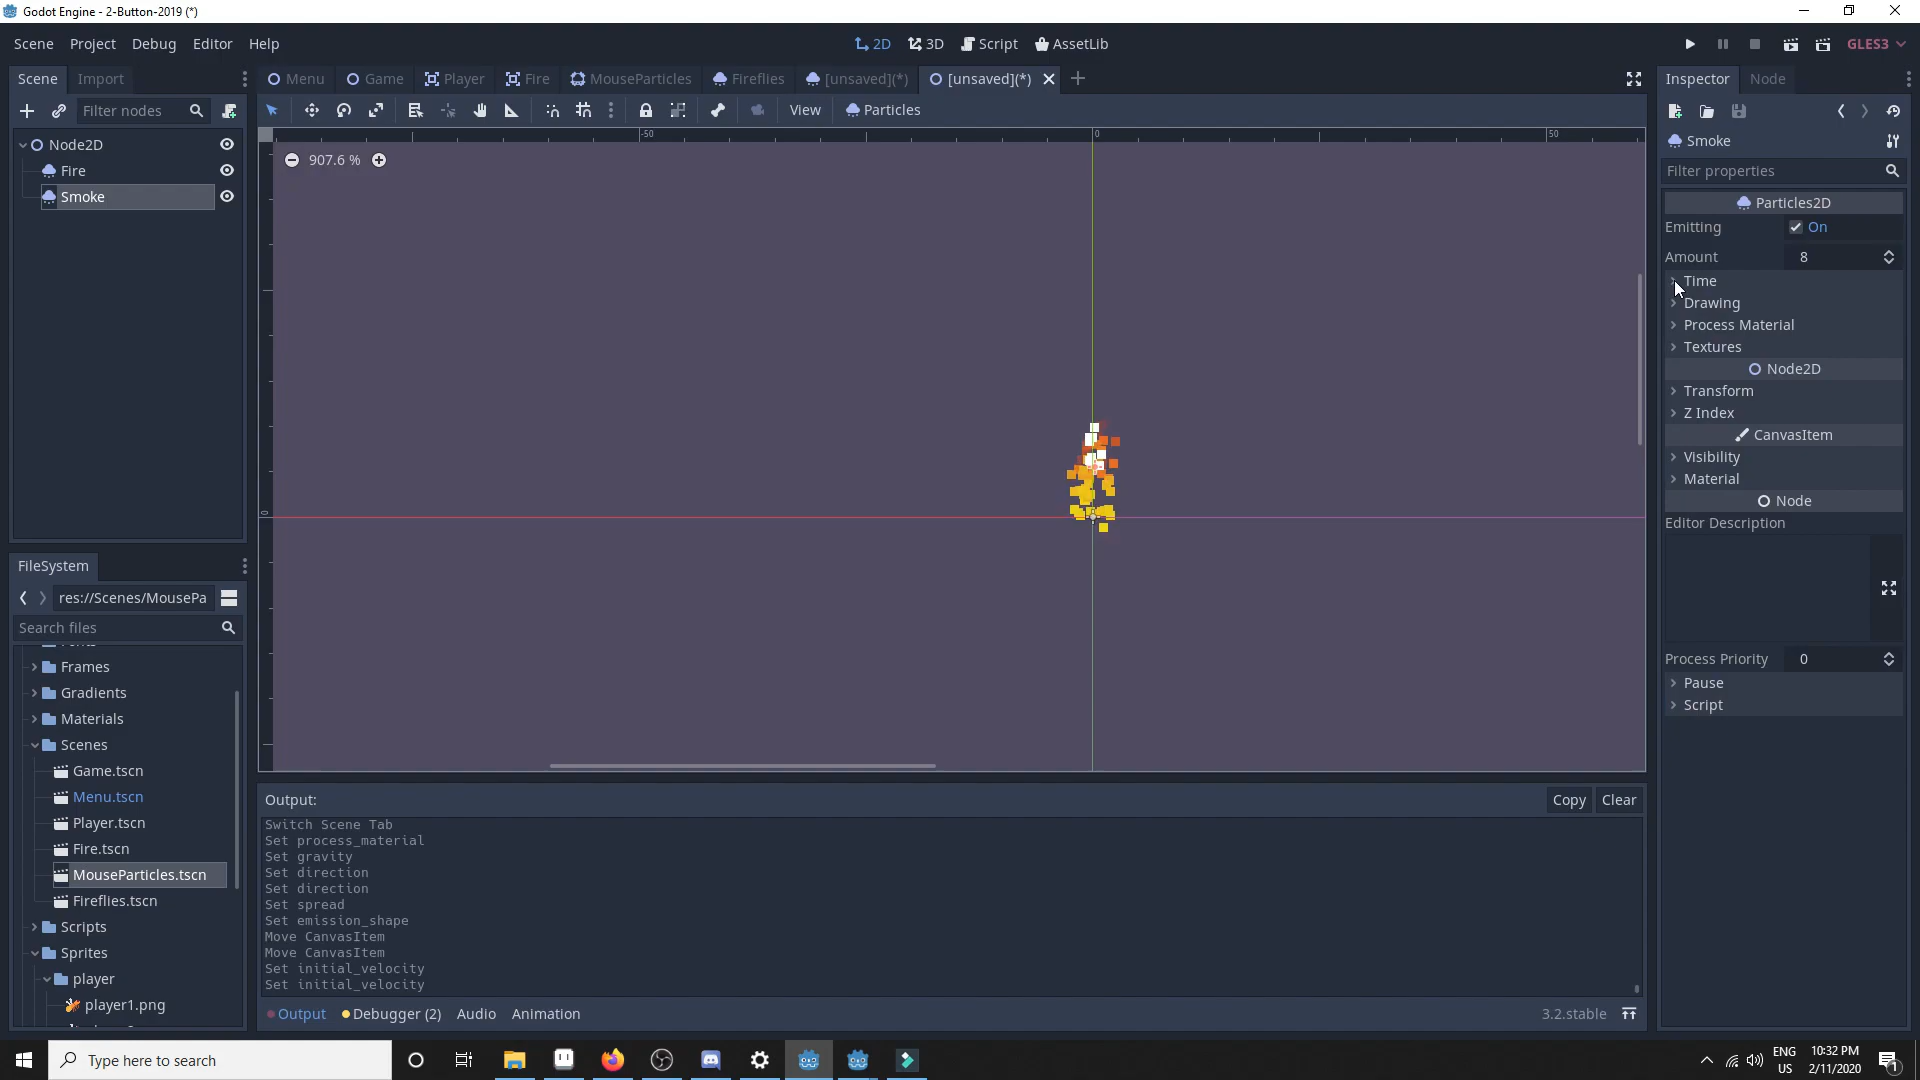 Godot Engine - 2-Button-2019 (*)
Scene Project Debug Editor Help
2D 3D Script AssetLib
GLES3
Scene Import
Menu Game Player Fire MouseParticles Fireflies [unsaved](*) [unsaved](*)
Inspector Node
Filter nodes
View Particles
-50 0 50
907.6 %
0
Node2D
Fire
Smoke
Smoke
Filter properties
Particles2D
Emitting On
Amount 8
Time
Drawing
Process Material
Textures
Node2D
Transform
Z Index
CanvasItem
Visibility
Material
Node
Editor Description
Process Priority 0
Pause
Script
FileSystem
res://Scenes/MousePa
Search files
Frames
Gradients
Materials
Scenes
Game.tscn
Menu.tscn
Player.tscn
Fire.tscn
MouseParticles.tscn
Fireflies.tscn
Scripts
Sprites
player
player1.png
Output:
Copy Clear
Switch Scene Tab
Set process_material
Set gravity
Set direction
Set direction
Set spread
Set emission_shape
Move CanvasItem
Move CanvasItem
Set initial_velocity
Set initial_velocity
Output Debugger (2) Audio Animation
3.2.stable
Type here to search
ENG
US
10:32 PM
2/11/2020
1